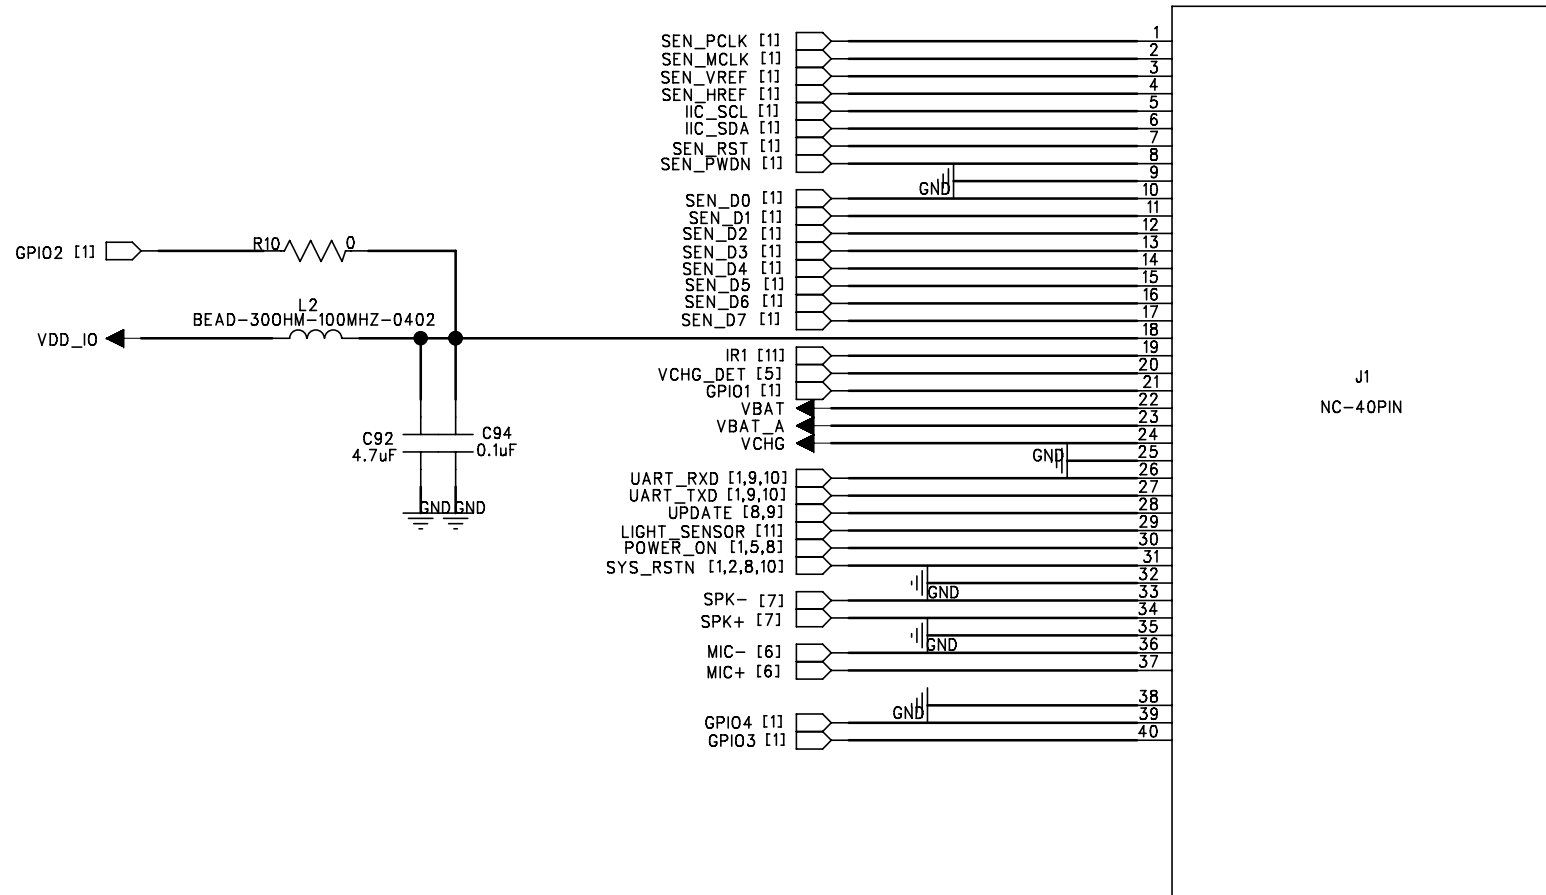 SEN_PCLK [1] 1
SEN_MCLK [1] 2
SEN_VREF [1] 3
SEN_HREF [1] 4
IIC_SCL [1] 5
IIC_SDA [1] 6
SEN_RST [1] 7
SEN_PWDN [1] 8
GND 9
SEN_D0 [1] 10
SEN_D1 [1] 11
SEN_D2 [1] 12
SEN_D3 [1] 13
SEN_D4 [1] 14
SEN_D5 [1] 15
SEN_D6 [1] 16
SEN_D7 [1] 17
GPIO2 [1] R10 0
L2
BEAD-300HM-100MHZ-0402
VDD_IO 18
IR1 [11] 19
VCHG_DET [5] 20
GPIO1 [1] 21
VBAT 22
VBAT_A 23
VCHG 24
GND 25
C92
4.7uF
C94
0.1uF
GND GND
UART_RXD [1,9,10] 26
UART_TXD [1,9,10] 27
UPDATE [8,9] 28
LIGHT_SENSOR [11] 29
POWER_ON [1,5,8] 30
SYS_RSTN [1,2,8,10] 31
GND 32
SPK- [7] 33
SPK+ [7] 34
GND 35
MIC- [6] 36
MIC+ [6] 37
GND 38
GPIO4 [1] 39
GPIO3 [1] 40
J1
NC-40PIN